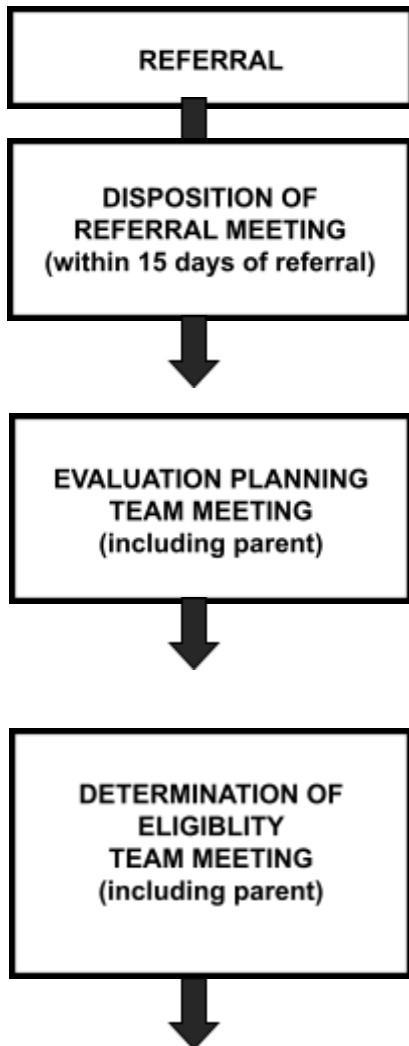 REFERRAL
DISPOSITION OF
REFERRAL MEETING
(within 15 days of referral)
EVALUATION PLANNING
TEAM MEETING
(including parent)
DETERMINATION OF
ELIGIBLITY
TEAM MEETING
(including parent)